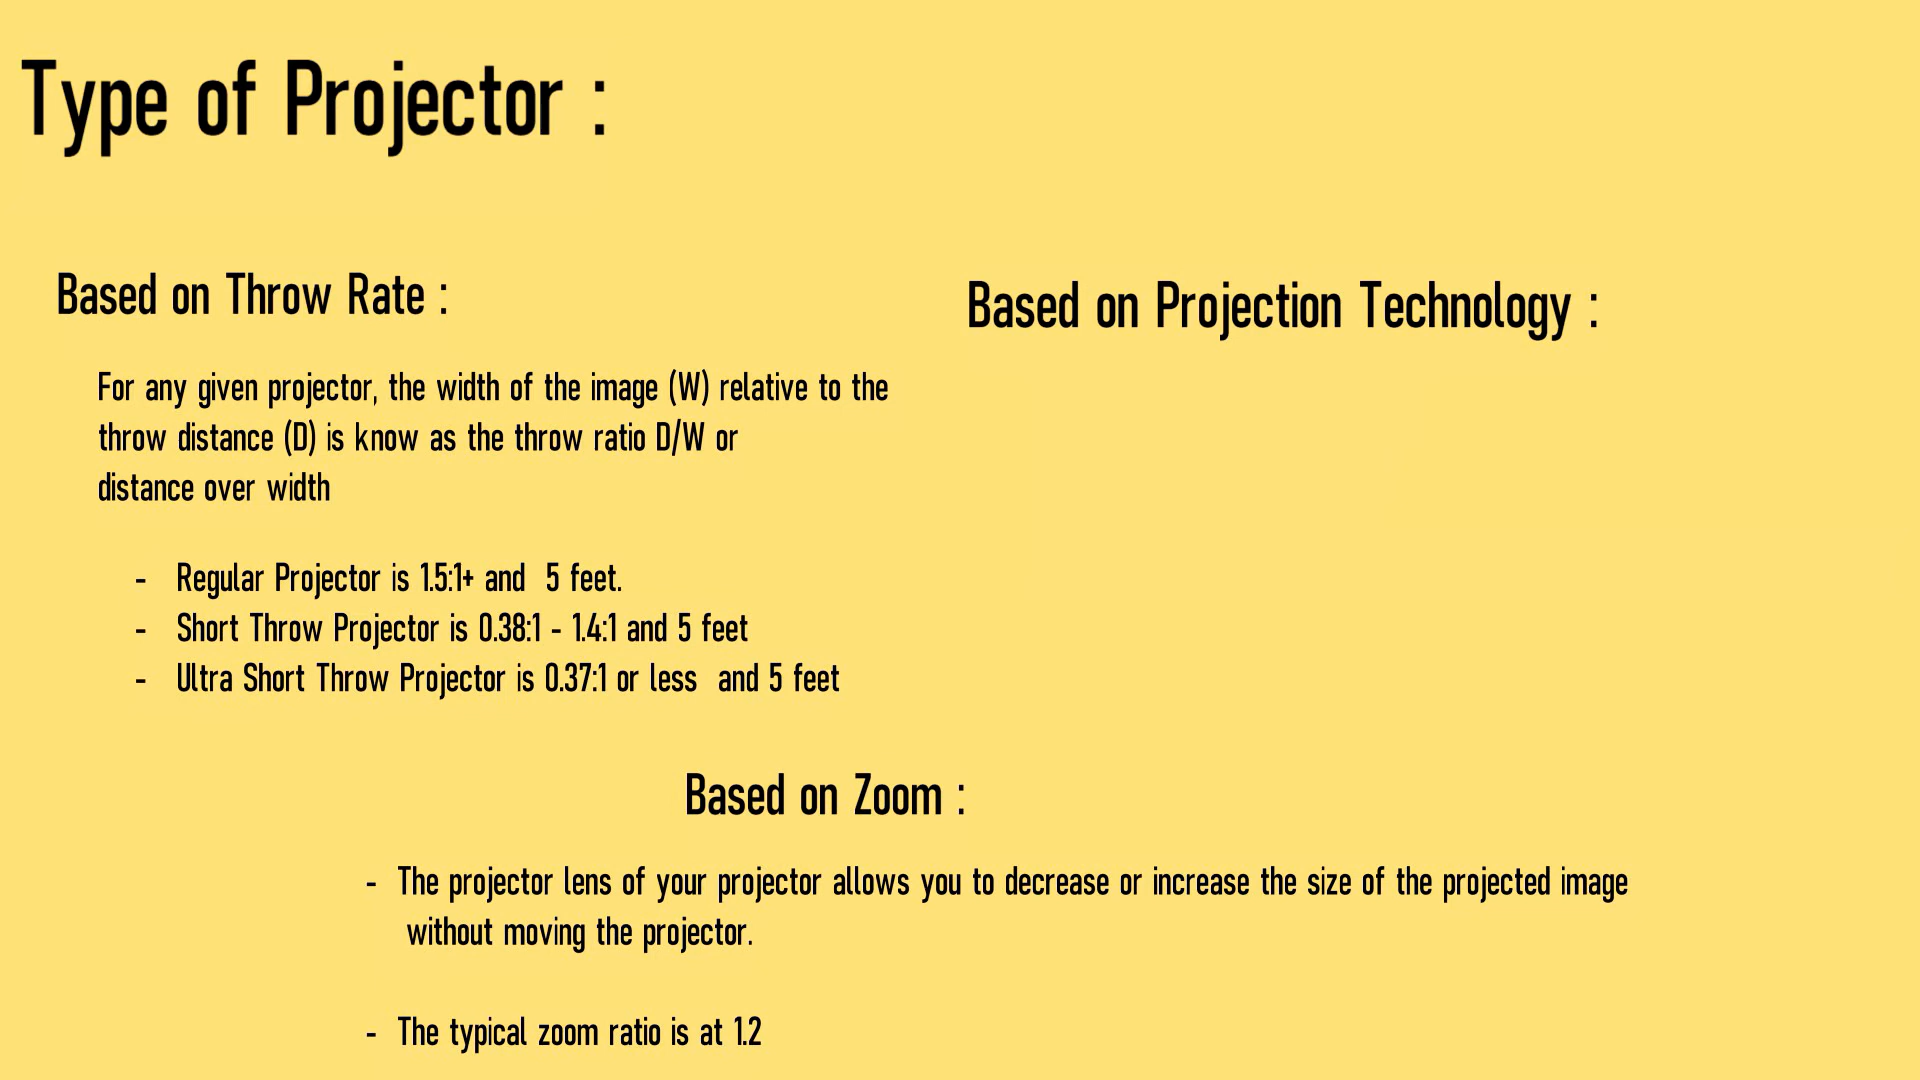 Type of Projector :
Based on Throw Rate :
For any given projector, the width of the image (W) relative to the
throw distance (D) is know as the throw ratio D/W or
distance over width
- Regular Projector is 1.5:1+ and 5 feet.
- Short Throw Projector is 0.38:1 - 1.4:1 and 5 feet
- Ultra Short Throw Projector is 0.37:1 or less and 5 feet
Based on Projection Technology :
Based on Zoom :
- The projector lens of your projector allows you to decrease or increase the size of the projected image
without moving the projector.
- The typical zoom ratio is at 1.2